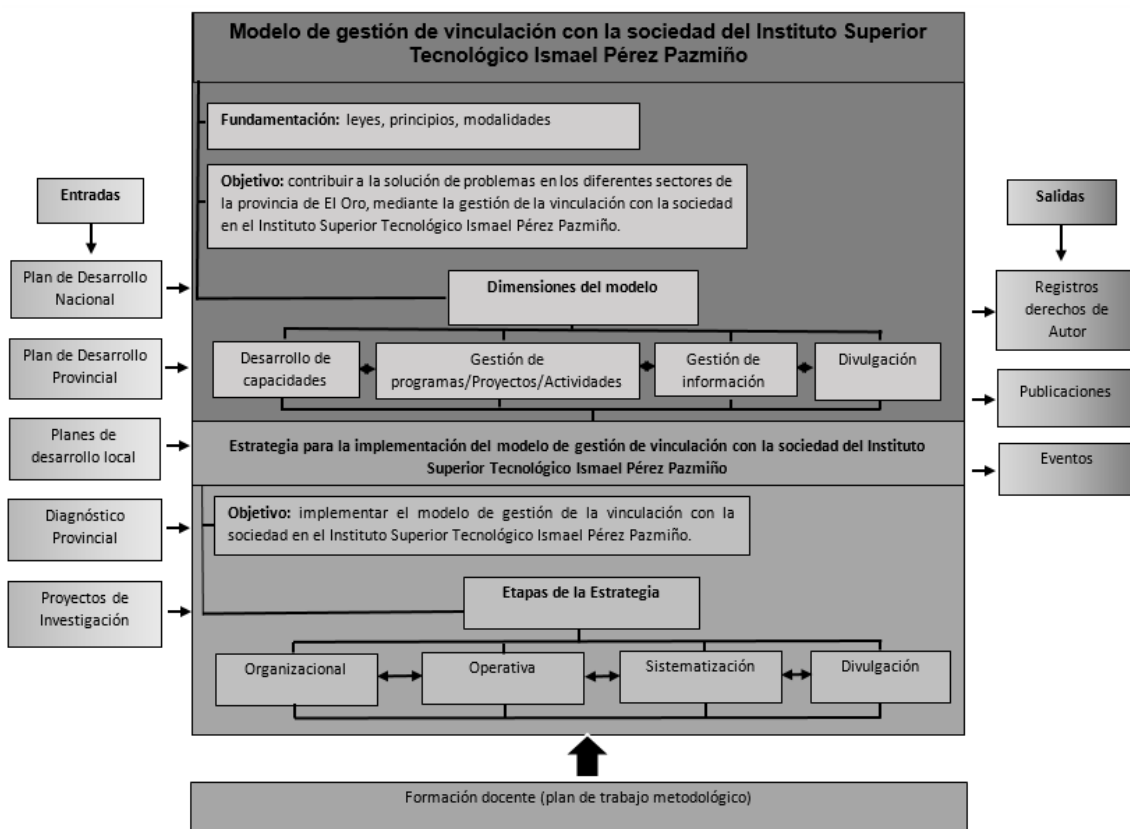 Modelo de gestión de vinculación con la sociedad del Instituto Superior
Tecnológico Ismael Pérez Pazmiño
Fundamentación: leyes, principios, modalidades
Objetivo: contribuir a la solución de problemas en los diferentes sectores de
la provincia de El Oro, mediante la gestión de la vinculación con la sociedad
en el Instituto Superior Tecnológico Ismael Pérez Pazmiño.
Entradas
Plan de Desarrollo
Nacional
Plan de Desarrollo
Provincial
Planes de
desarrollo local
Diagnóstico
Provincial
Proyectos de
Investigación
Dimensiones del modelo
Desarrollo de
capacidades
Gestión de
programas/Proyectos/Actividades
Gestión de
información
Divulgación
Estrategia para la implementación del modelo de gestión de vinculación con la sociedad del Instituto
Superior Tecnológico Ismael Pérez Pazmiño
Objetivo: implementar el modelo de gestión de la vinculación con la
sociedad en el Instituto Superior Tecnológico Ismael Pérez Pazmiño.
Etapas de la Estrategia
Organizacional
Operativa
Sistematización
Divulgación
Salidas
Registros
derechos de
Autor
Publicaciones
Eventos
Formación docente (plan de trabajo metodológico)